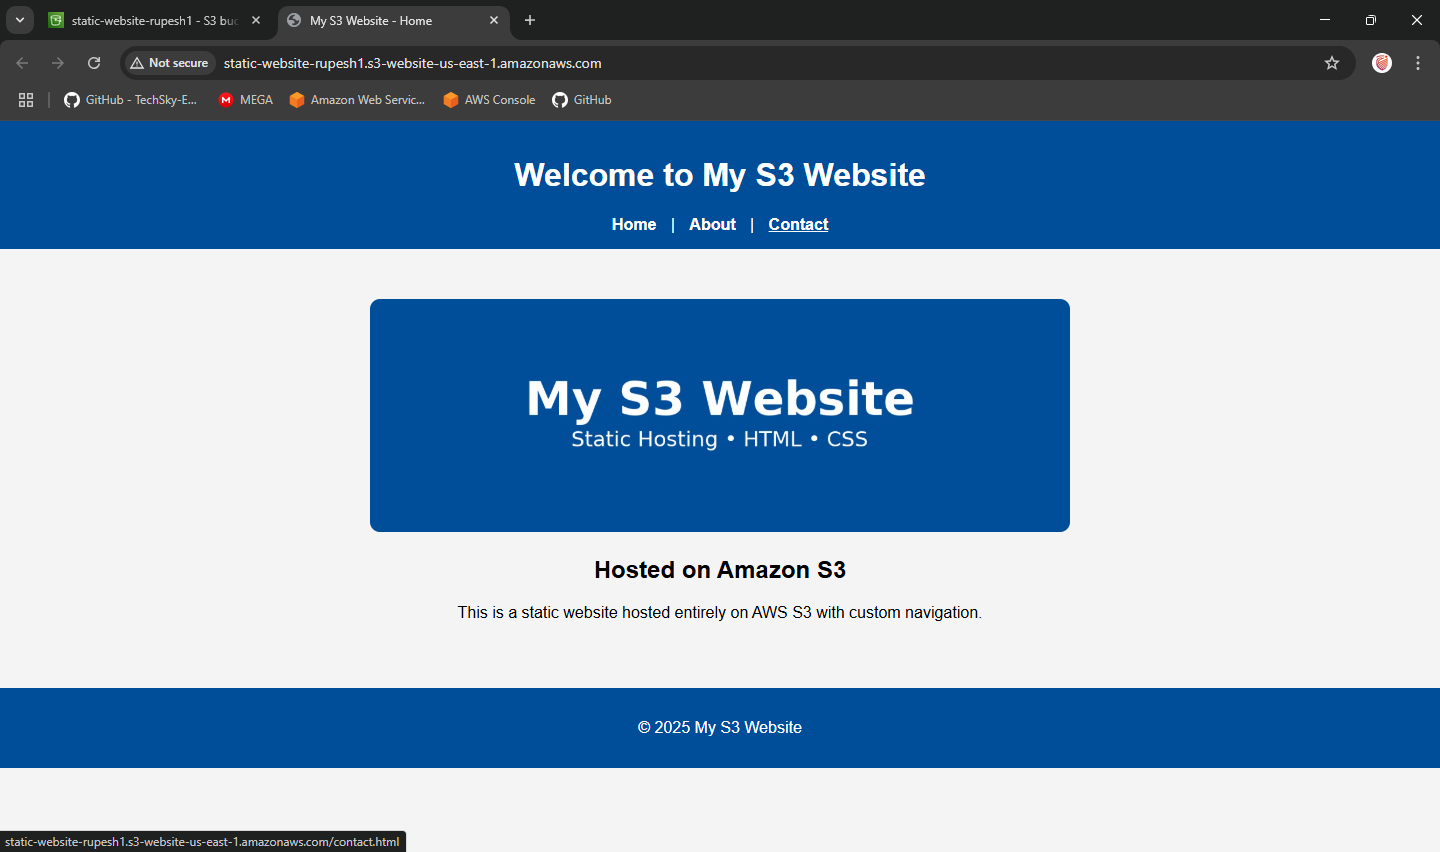 static-website-rupesh1 - S3 buc
My S3 Website - Home
Not secure
static-website-rupesh1.s3-website-us-east-1.amazonaws.com
GitHub - TechSky-E...
MEGA
Amazon Web Servic...
AWS Console
GitHub
Welcome to My S3 Website
Home | About | Contact
My S3 Website
Static Hosting • HTML • CSS
Hosted on Amazon S3
This is a static website hosted entirely on AWS S3 with custom navigation.
© 2025 My S3 Website
static-website-rupesh1.s3-website-us-east-1.amazonaws.com/contact.html